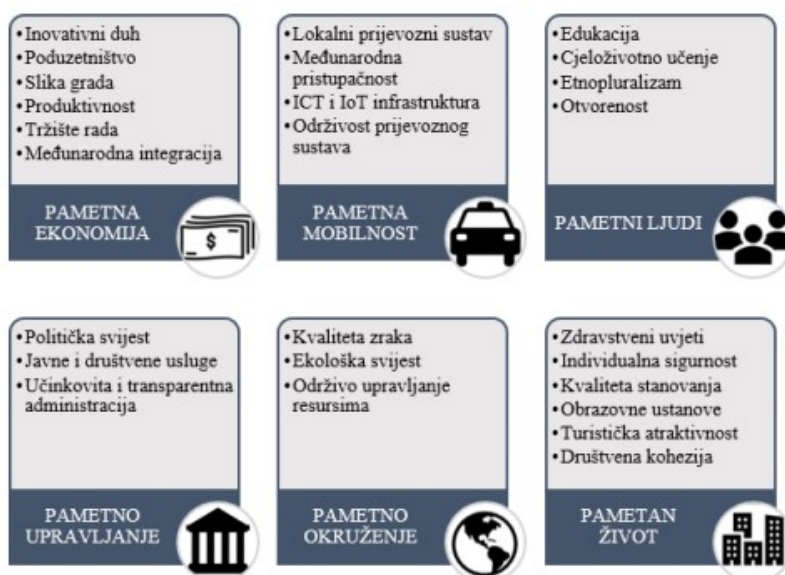 •Inovativni duh
•Poduzetništvo
•Slika grada
•Produktivnost
•Tržište rada
•Međunarodna integracija
PAMETNA
EKONOMIJA
$
•Lokalni prijevozni sustav
•Međunarodna
pristupačnost
•ICT i IoT infrastruktura
•Održivost prijevoznog
sustava
PAMETNA
MOBILNOST
•Edukacija
•Cjeloživotno učenje
•Etnopluralizam
•Otvorenost
PAMETNI LJUDI
•Politička svijest
•Javne i društvene usluge
•Učinkovita i transparentna
administracija
PAMETNO
UPRAVLJANJE
•Kvaliteta zraka
•Ekološka svijest
•Održivo upravljanje
resursima
PAMETNO
OKRUŽENJE
•Zdravstveni uvjeti
•Individualna sigurnost
•Kvaliteta stanovanja
•Obrazovne ustanove
•Turistička atraktivnost
•Društvena kohezija
PAMETAN
ŽIVOT